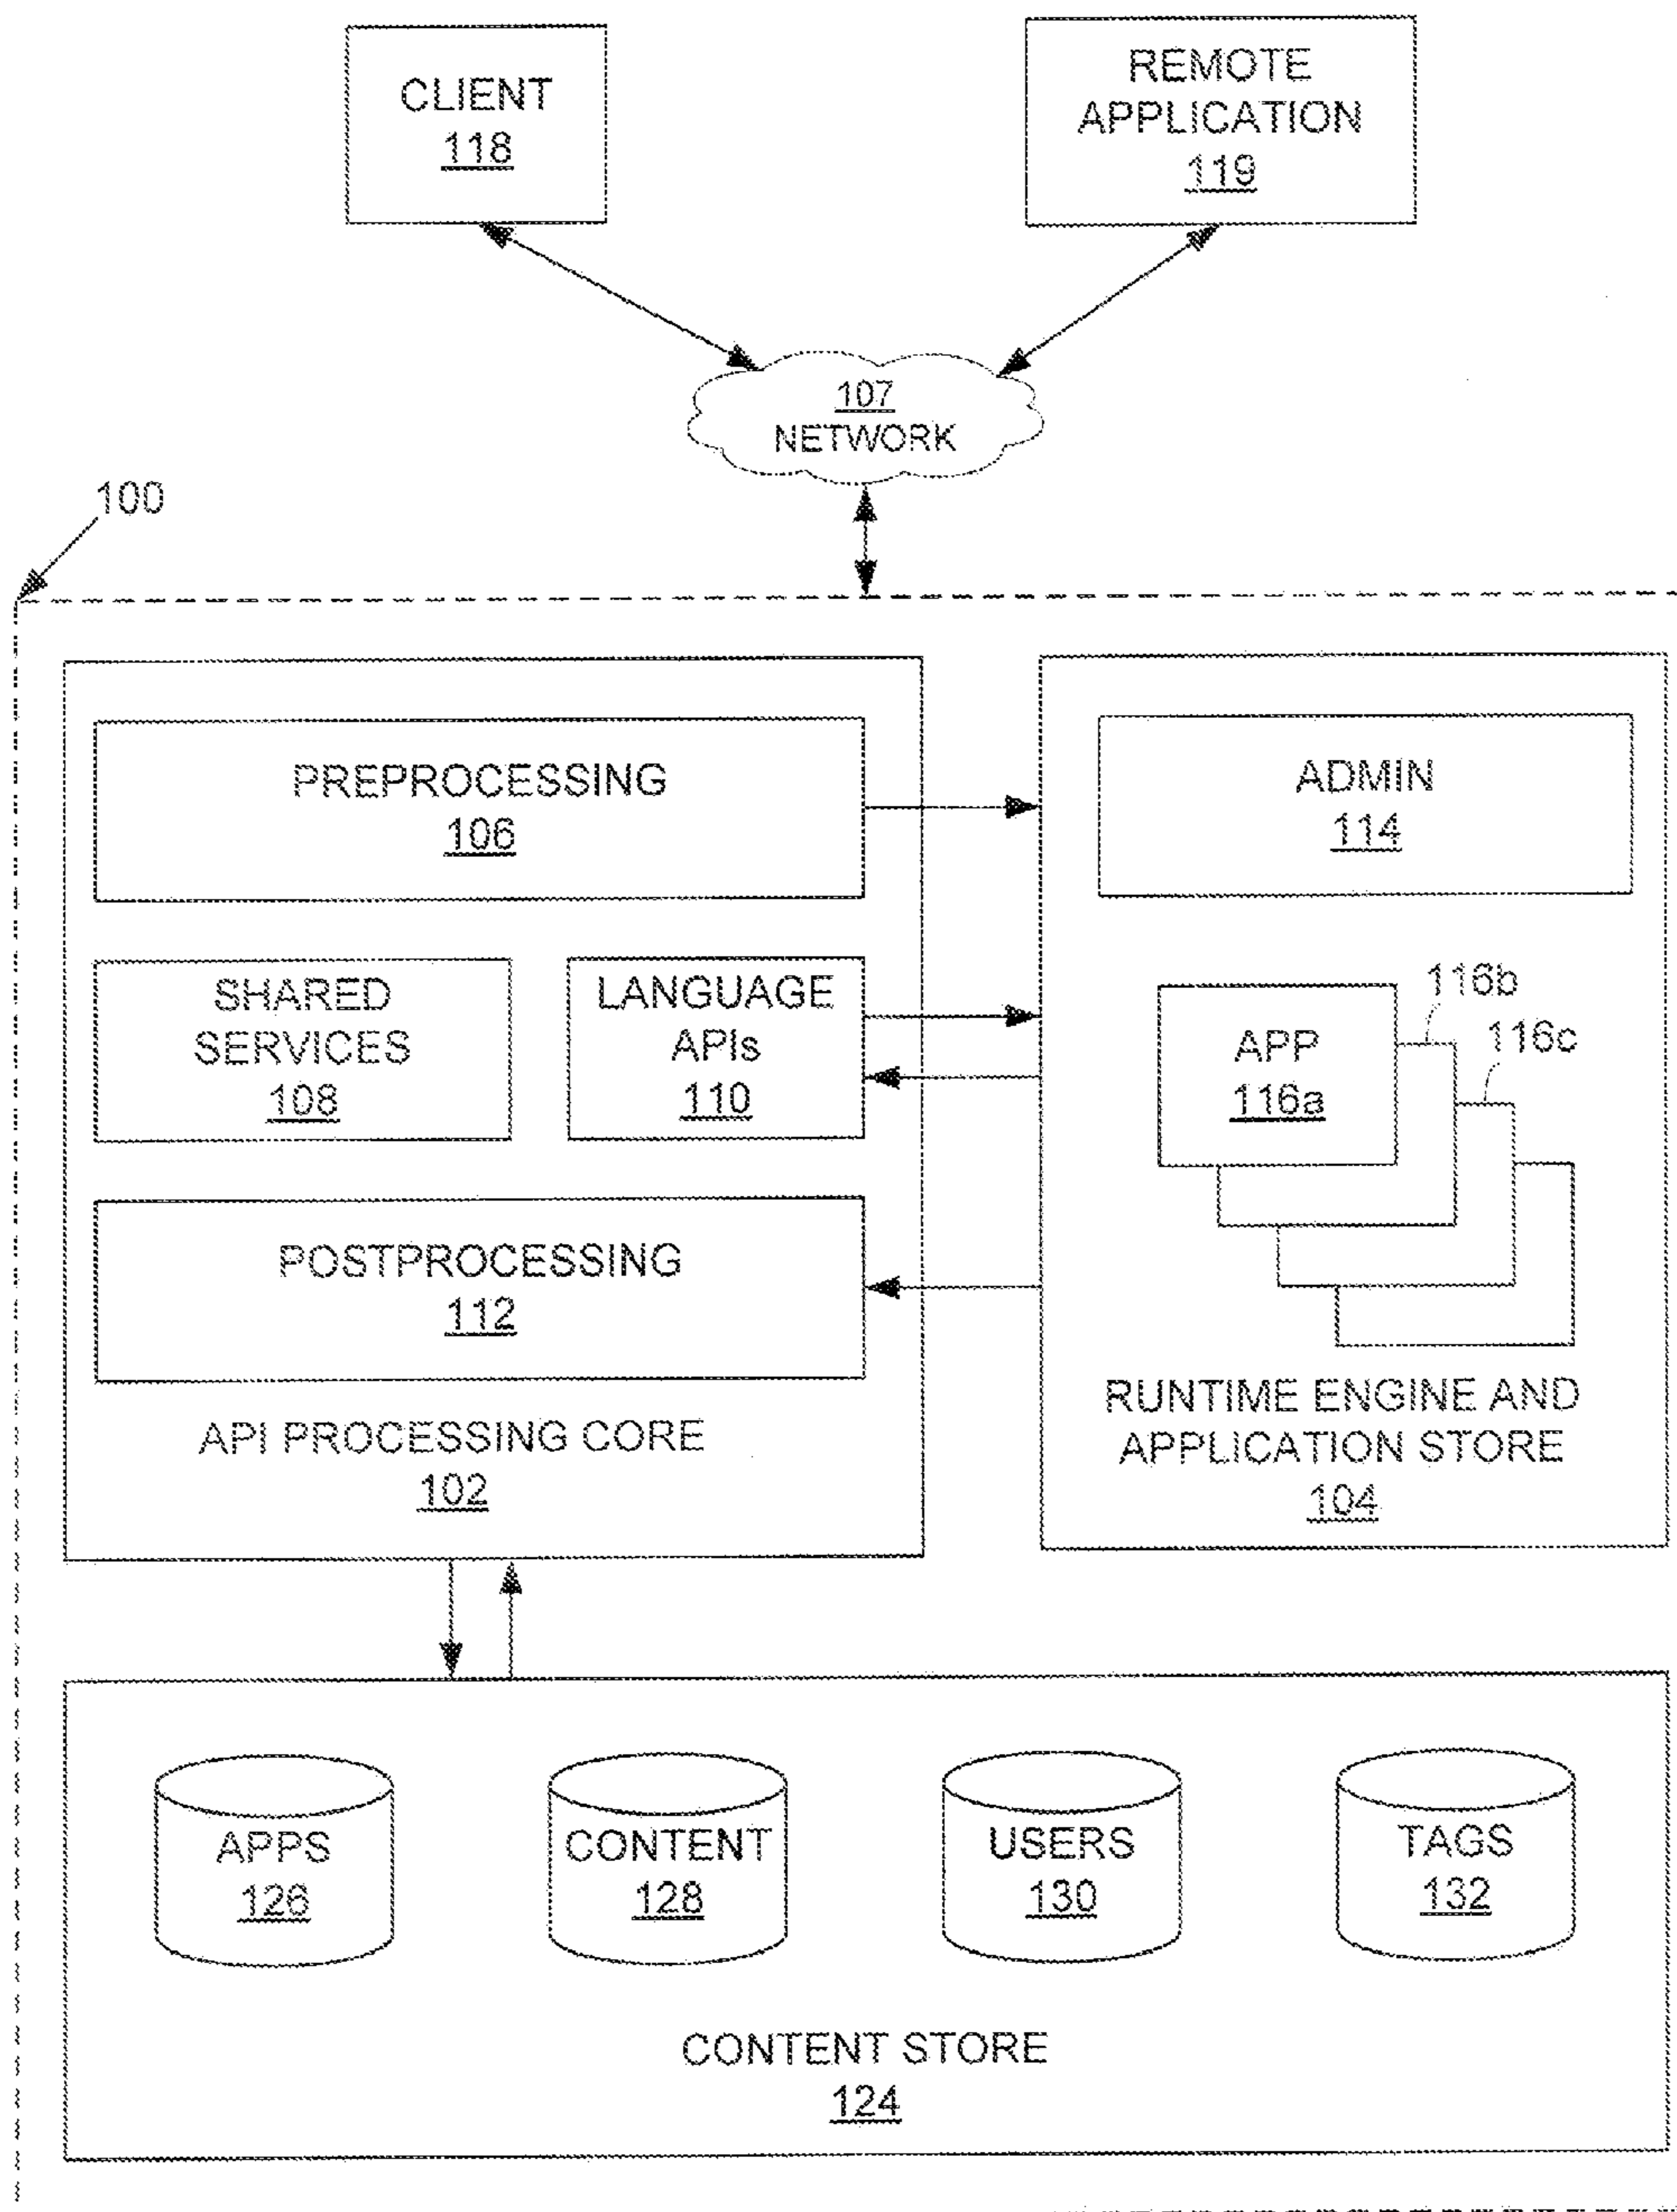 CLIENT
118
REMOTE
APPLICATION
119
107
NETWORK
100
PREPROCESSING
106
ADMIN
114
SHARED
SERVICES
108
LANGUAGE
APIs
110
116b
116c
APP
116a
POSTPROCESSING
112
API PROCESSING CORE
102
RUNTIME ENGINE AND
APPLICATION STORE
104
APPS
126
CONTENT
128
USERS
130
TAGS
132
CONTENT STORE
124